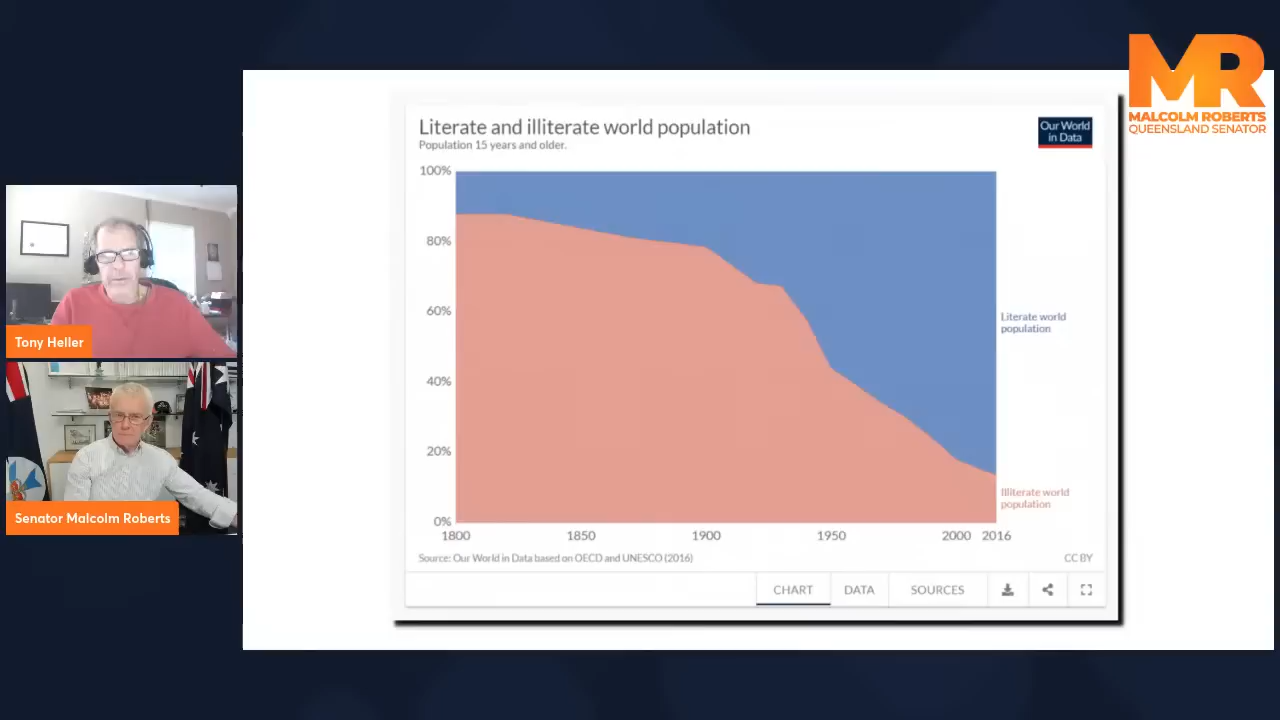 MR
MALCOLM ROBERTS
QUEENSLAND SENATOR
Literate and illiterate world population
Population 15 years and older.
Our World
in Data
100%
80%
60%
40%
20%
0%
1800
1850
1900
1950
2000
2016
Literate world
population
Illiterate world
population
Source: Our World in Data based on OECD and UNESCO (2016)
CC BY
CHART
DATA
SOURCES
Tony Heller
Senator Malcolm Roberts